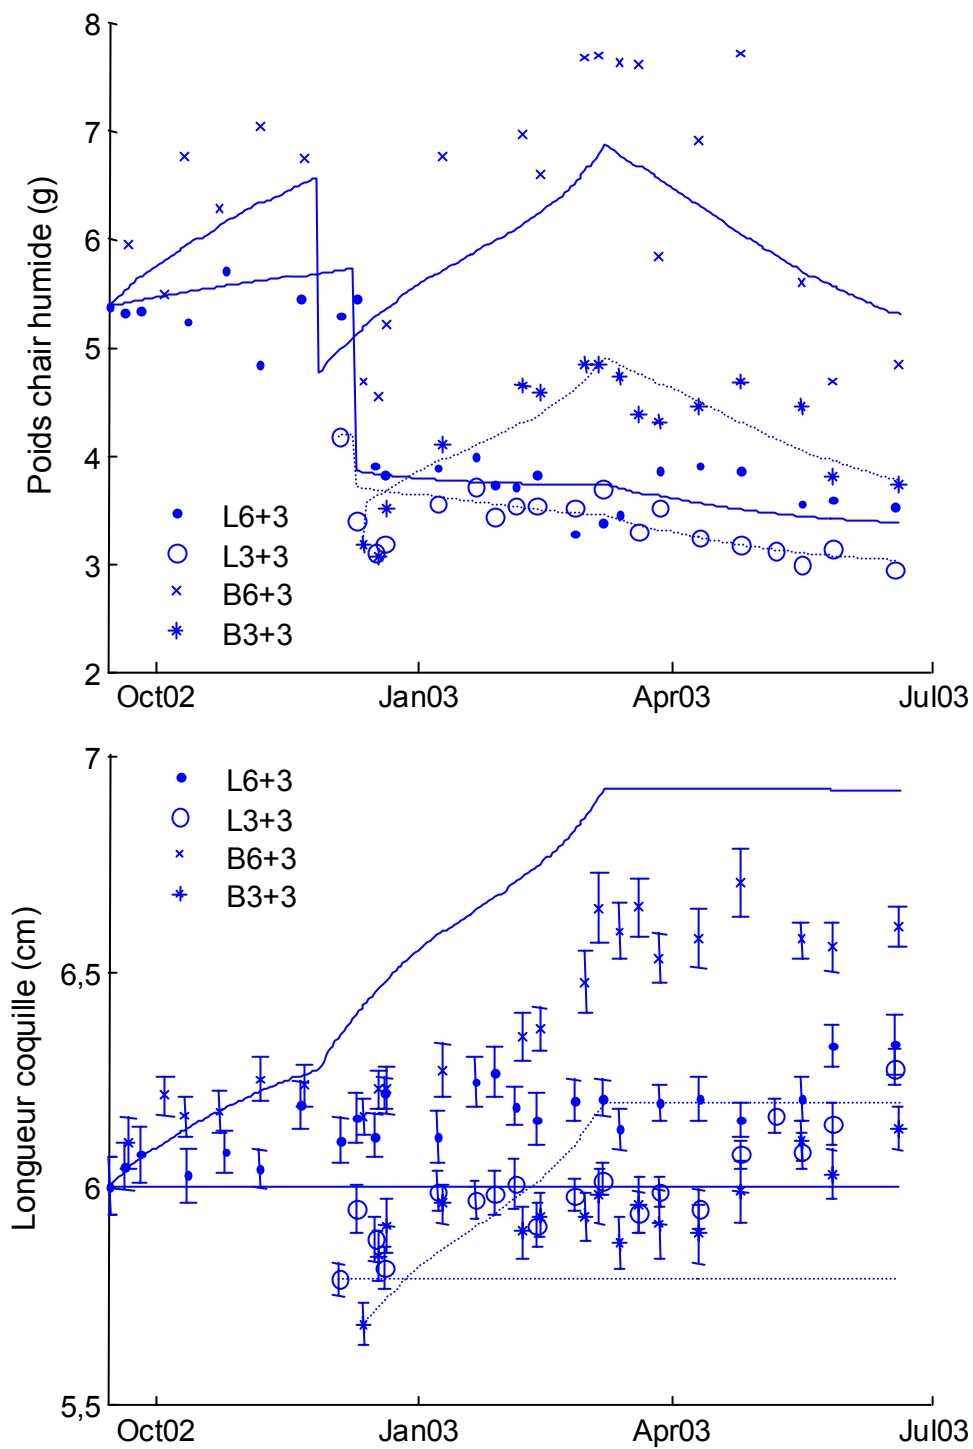 8
7
6
5
4
3
2
Poids chair humide (g)
L6+3
L3+3
B6+3
B3+3
Oct02 Jan03 Apr03 Jul03
7
6,5
6
5,5
Longueur coquille (cm)
L6+3
L3+3
B6+3
B3+3
Oct02 Jan03 Apr03 Jul03